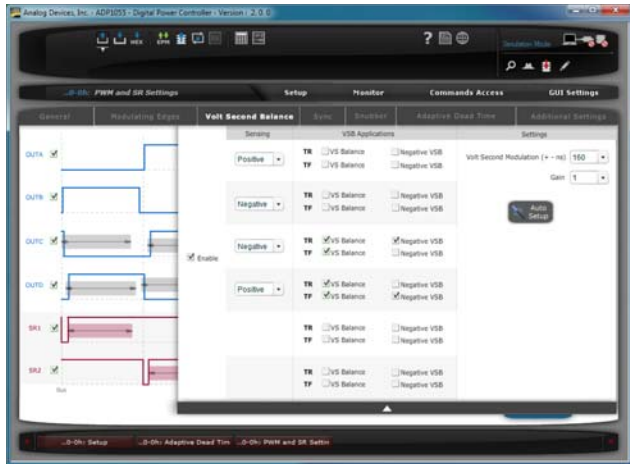 Analog Devices, Inc. - ADP1055 - Digital Power Controller - Version : 2. 0. 0
HEX EPM
Simulation Mode
...0-0h: PWM and SR Settings Setup Monitor Commands Access GUI Settings
General Modulating Edges Volt Second Balance Sync Snubber Adaptive Dead Time Additional Settings
Sensing VSB Applications Settings
OUTA Positive TR VS Balance Negative VSB Volt Second Modulation (+ - ns) 160
TF VS Balance Negative VSB Gain 1
OUTB Negative TR VS Balance Negative VSB Auto
TF VS Balance Negative VSB Setup
OUTC Negative TR VS Balance Negative VSB
TF VS Balance Negative VSB
Enable
OUTD Positive TR VS Balance Negative VSB
TF VS Balance Negative VSB
SR1 TR VS Balance Negative VSB
TF VS Balance Negative VSB
SR2 TR VS Balance Negative VSB
TF VS Balance Negative VSB
...0-0h: Setup ...0-0h: Adaptive Dead Tim ...0-0h: PWM and SR Settin